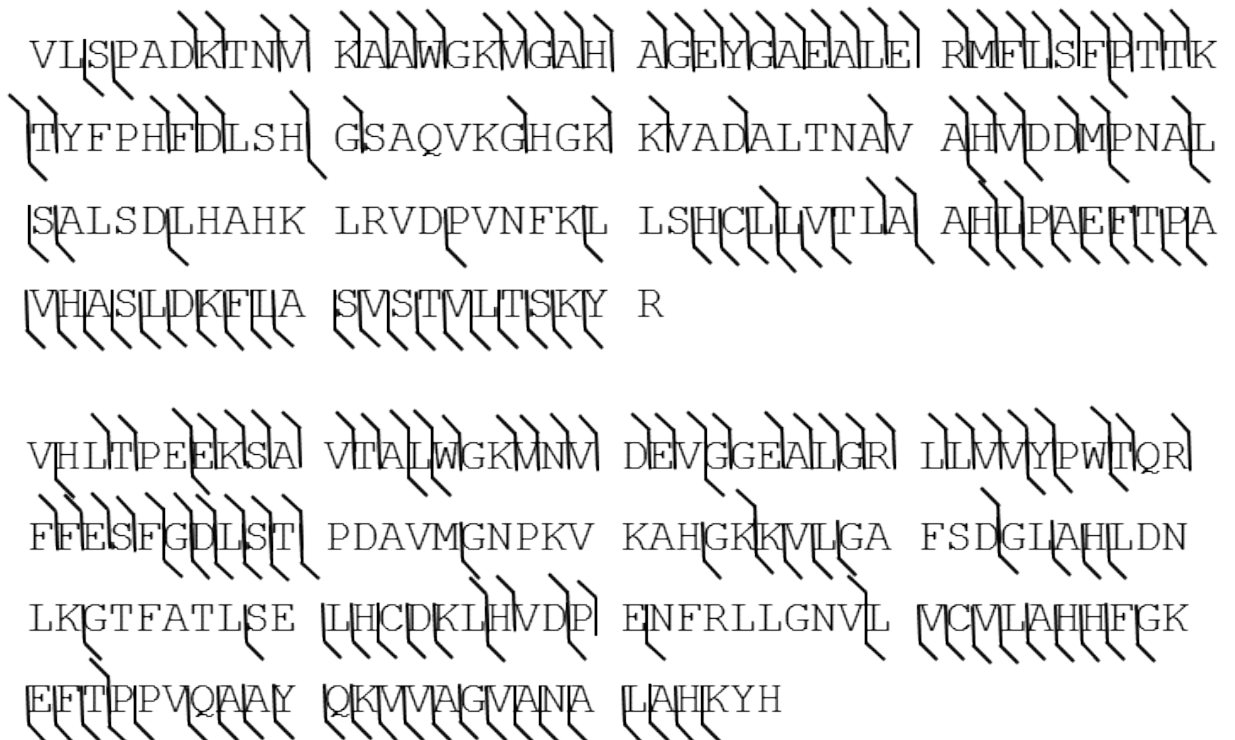 VLSPADKTNV KAAWGKVGAH AGEYGAEALE RMFLSFPTTK
TYFPHFDLSH GSAQVKGHGK KVADALTNAV AHVDDMPNAL
SALSDLHAHK LRVDPVNFKL LSHCLLVTLA AHLPAEFTPA
VHASLDKFLA SVSTVLTSKY R
VHLTPEEKSA VTALWGKVNV DEVGGEALGR LLVVYPWTQR
FFESFGDLST PDAVMGNPKV KAHGKKVLGA FSDGLAHLDN
LKGTFATLSE LHCDKLHVDP ENFRLLGNVL VCVLAHHFGK
EFTPPVQAAY QKVVAGVANA LAHKYH